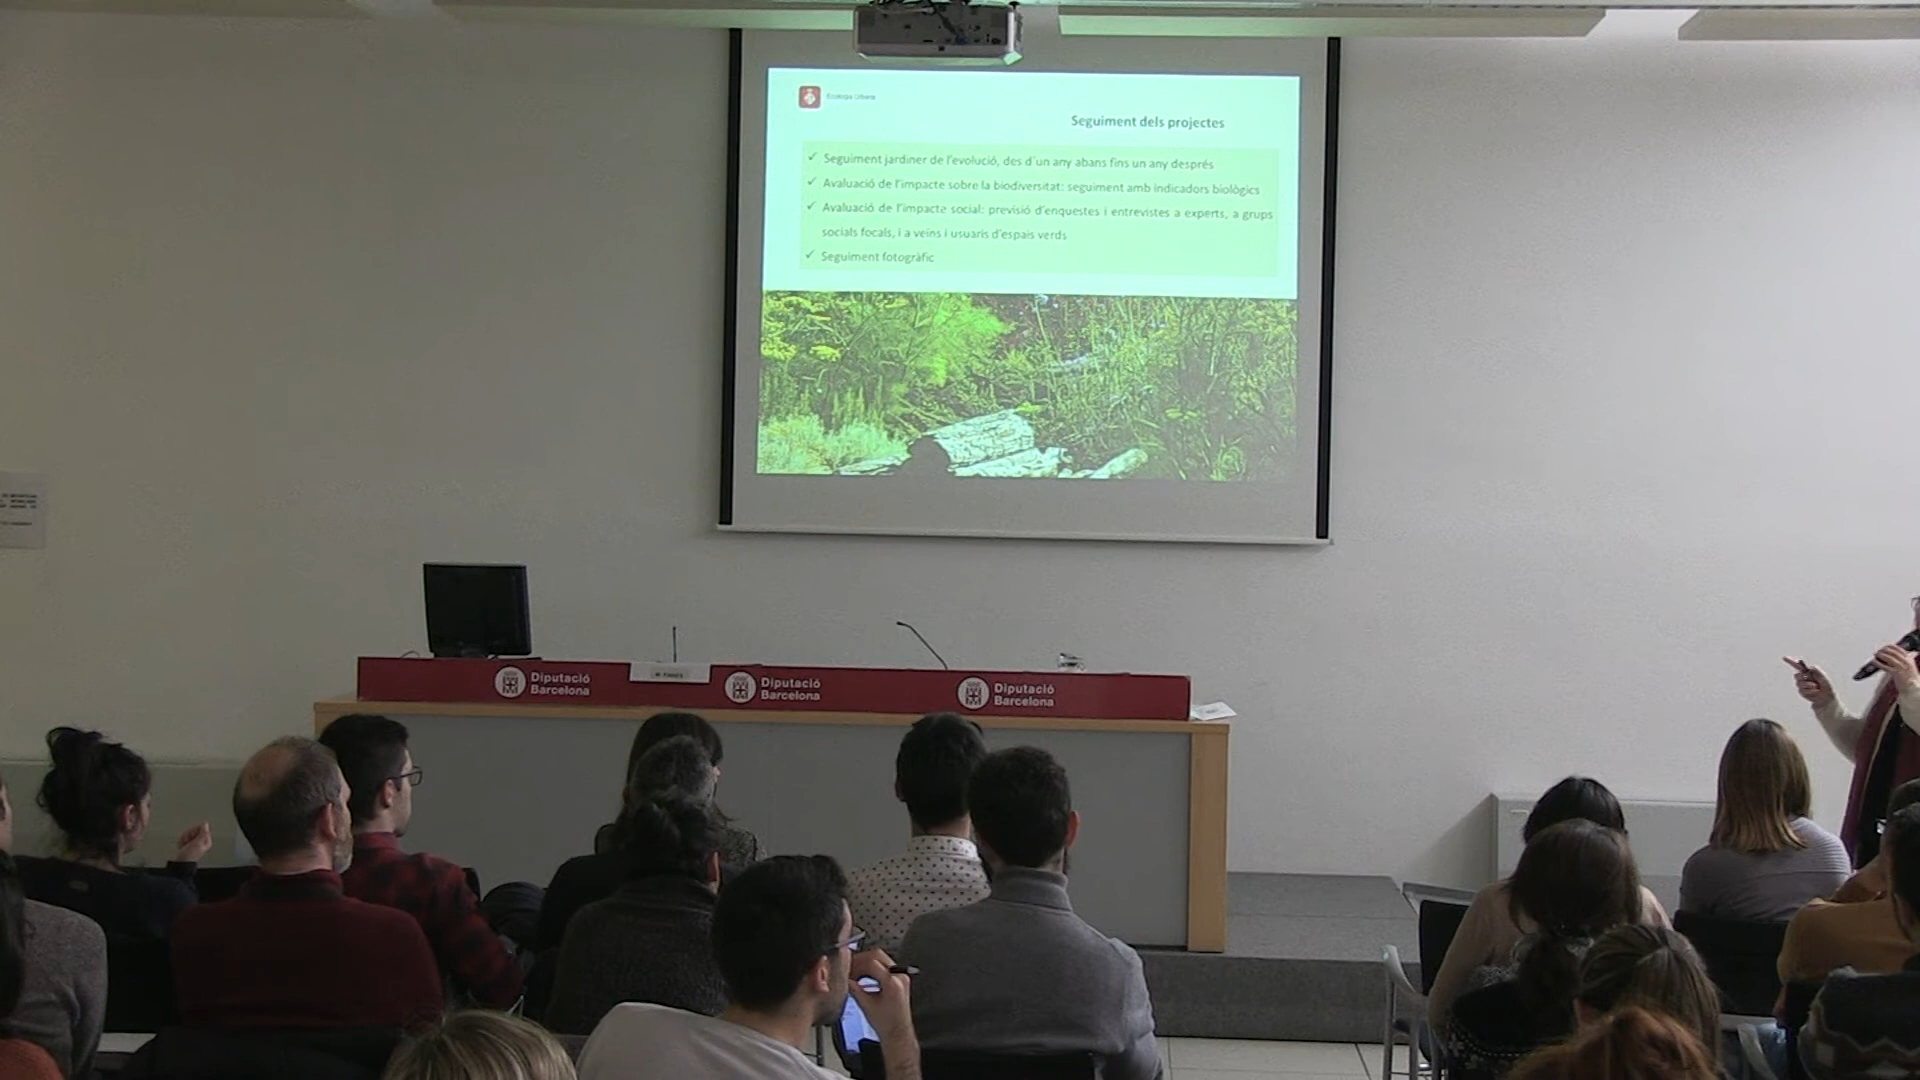 Ecologia Urbana
Seguiment dels projectes
✓ Seguiment jardiner de l'evolució, des d'un any abans fins un any després
✓ Avaluació de l'impacte sobre la biodiversitat: seguiment amb indicadors biològics
✓ Avaluació de l'impacte social: previsió d'enquestes i entrevistes a experts, a grups
socials focals, i a veïns i usuaris d'espais verds
✓ Seguiment fotogràfic
Diputació
Barcelona
Diputació
Barcelona
Diputació
Barcelona